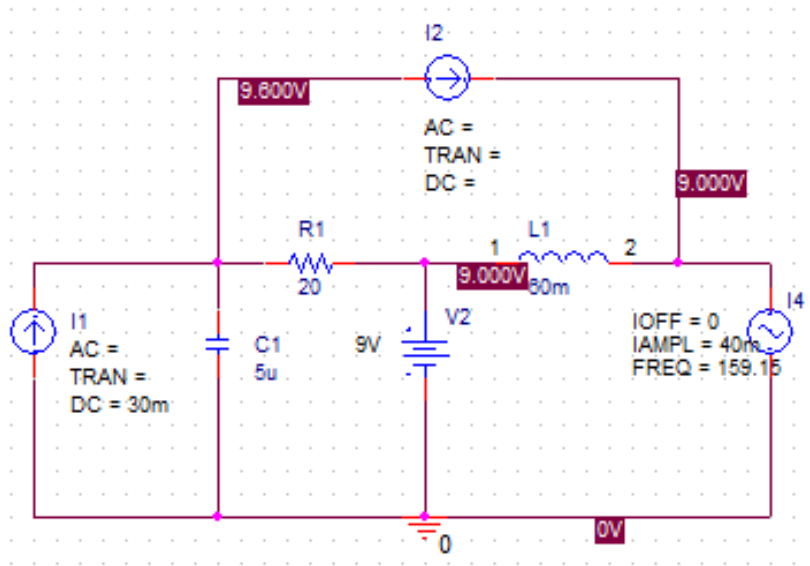 I2
9.600V
AC =
TRAN =
DC =
9.000V
R1
20
1
L1
2
9.000V
60m
I1
AC =
TRAN =
DC = 30m
C1
5u
9V
V2
I4
IOFF = 0
IAMPL = 40m
FREQ = 159.15
0
0V